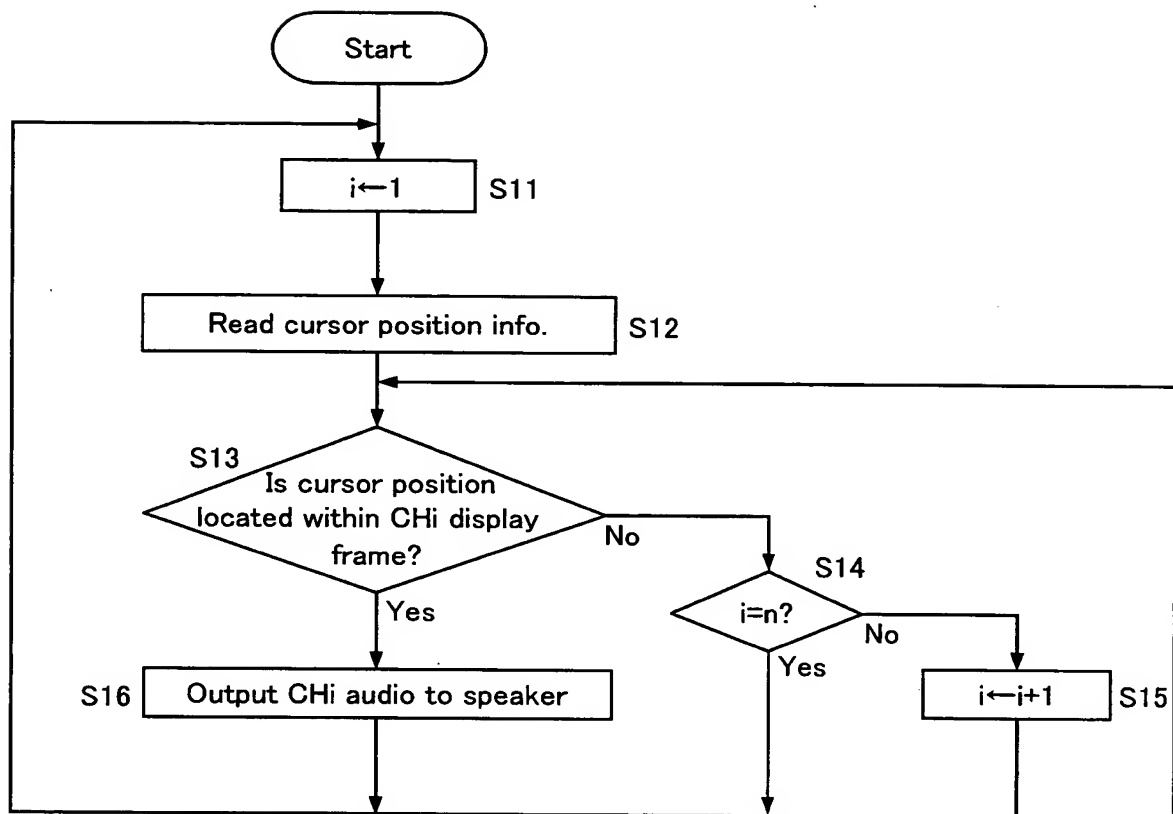 Start
i←1
S11
Read cursor position info.
S12
S13
Is cursor position
located within CHi display
frame?
No
Yes
S14
i=n?
No
Yes
i←i+1
S15
S16
Output CHi audio to speaker